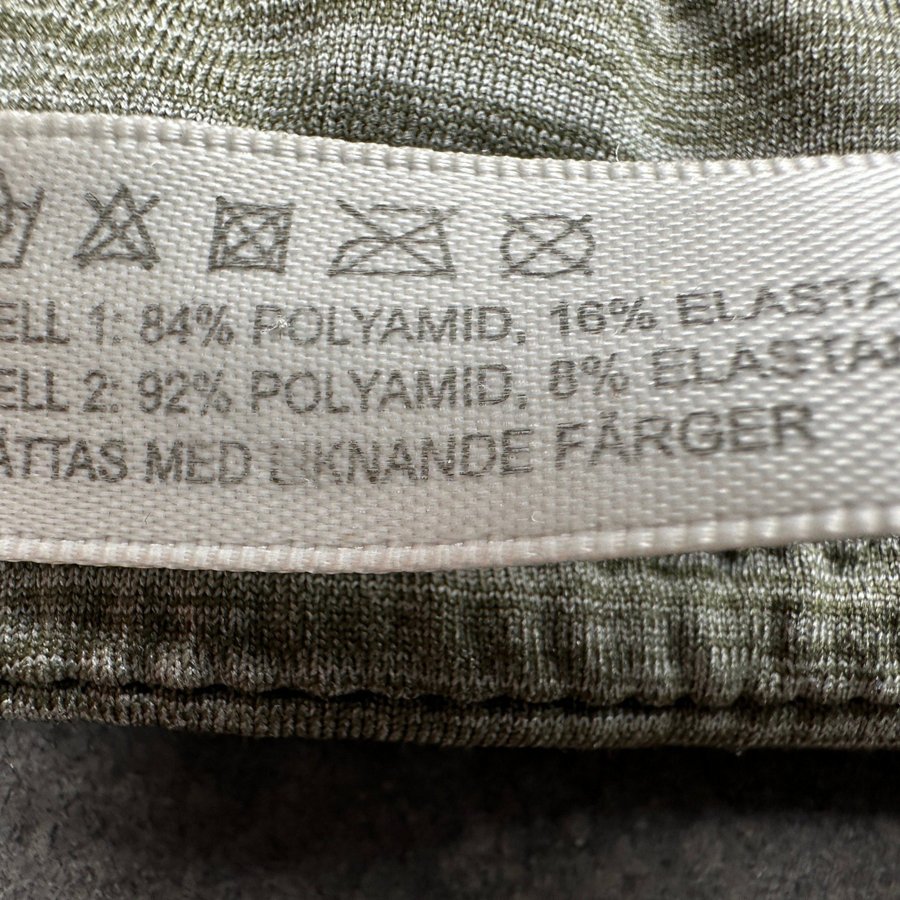 ELL 1: 84% POLYAMID, 16% ELASTA
ELL 2: 92% POLYAMID, 8% ELASTA
ÄTTAS MED LIKNANDE FÄRGER